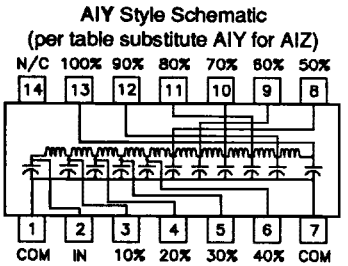 AIY Style Schematic
(per table substitute AIY for AIZ)
N/C 100% 90% 80% 70% 60% 50%
14 13 12 11 10 9 8
1 2 3 4 5 6 7
COM IN 10% 20% 30% 40% COM